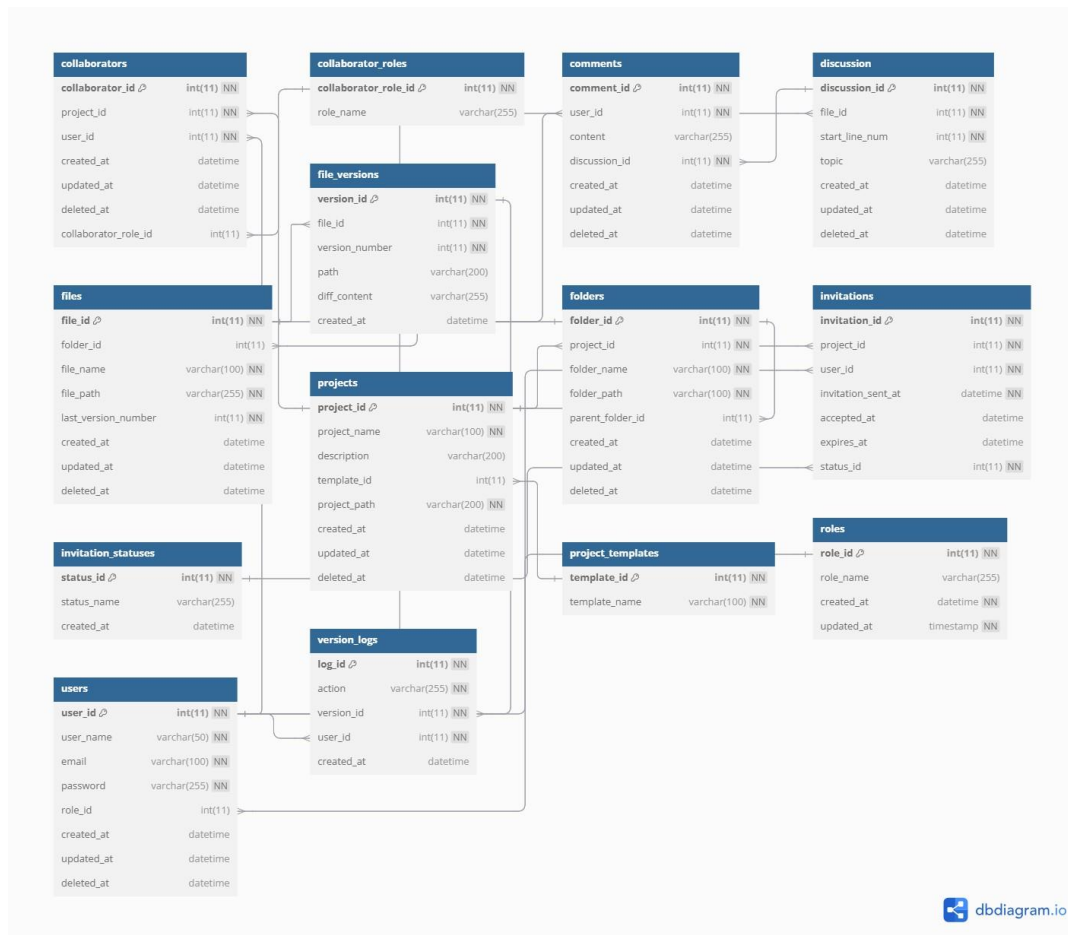 collaborators
collaborator_id int(11) NN
project_id int(11) NN
user_id int(11) NN
created_at datetime
updated_at datetime
deleted_at datetime
collaborator_role_id int(11)
collaborator_roles
collaborator_role_id int(11) NN
role_name varchar(255)
comments
comment_id int(11) NN
user_id int(11) NN
content varchar(255)
discussion_id int(11) NN
created_at datetime
updated_at datetime
deleted_at datetime
discussion
discussion_id int(11) NN
file_id int(11) NN
start_line_num int(11) NN
topic varchar(255)
created_at datetime
updated_at datetime
deleted_at datetime
file_versions
version_id int(11) NN
file_id int(11) NN
version_number int(11) NN
path varchar(200)
diff_content varchar(255)
created_at datetime
files
file_id int(11) NN
folder_id int(11)
file_name varchar(100) NN
file_path varchar(255) NN
last_version_number int(11) NN
created_at datetime
updated_at datetime
deleted_at datetime
folders
folder_id int(11) NN
project_id int(11) NN
folder_name varchar(100) NN
folder_path varchar(100) NN
parent_folder_id int(11)
created_at datetime
updated_at datetime
deleted_at datetime
invitations
invitation_id int(11) NN
project_id int(11) NN
user_id int(11) NN
invitation_sent_at datetime NN
accepted_at datetime
expires_at datetime
status_id int(11) NN
projects
project_id int(11) NN
project_name varchar(100) NN
description varchar(200)
template_id int(11)
project_path varchar(200) NN
created_at datetime
updated_at datetime
deleted_at datetime
invitation_statuses
status_id int(11) NN
status_name varchar(255)
created_at datetime
project_templates
template_id int(11) NN
template_name varchar(100) NN
roles
role_id int(11) NN
role_name varchar(255)
created_at datetime NN
updated_at timestamp NN
version_logs
log_id int(11) NN
action varchar(255) NN
version_id int(11) NN
user_id int(11) NN
created_at datetime
users
user_id int(11) NN
user_name varchar(50) NN
email varchar(100) NN
password varchar(255) NN
role_id int(11)
created_at datetime
updated_at datetime
deleted_at datetime
dbdiagram.io